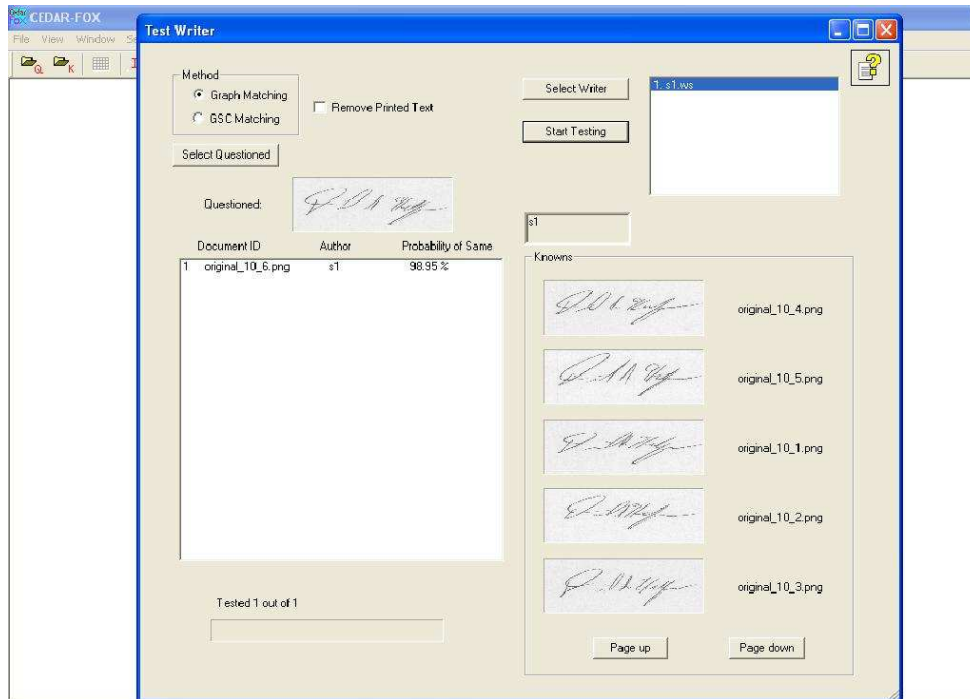 CEDAR-FOX
File View Window
Test Writer
Method
Graph Matching
GSC Matching
Remove Printed Text
Select Writer
1. s1.ws
Start Testing
Select Questioned
Questioned:
s1
Document ID Author Probability of Same
1 original_10_6.png s1 98.95 %
Knowns
original_10_4.png
original_10_5.png
original_10_1.png
original_10_2.png
original_10_3.png
Tested 1 out of 1
Page up Page down